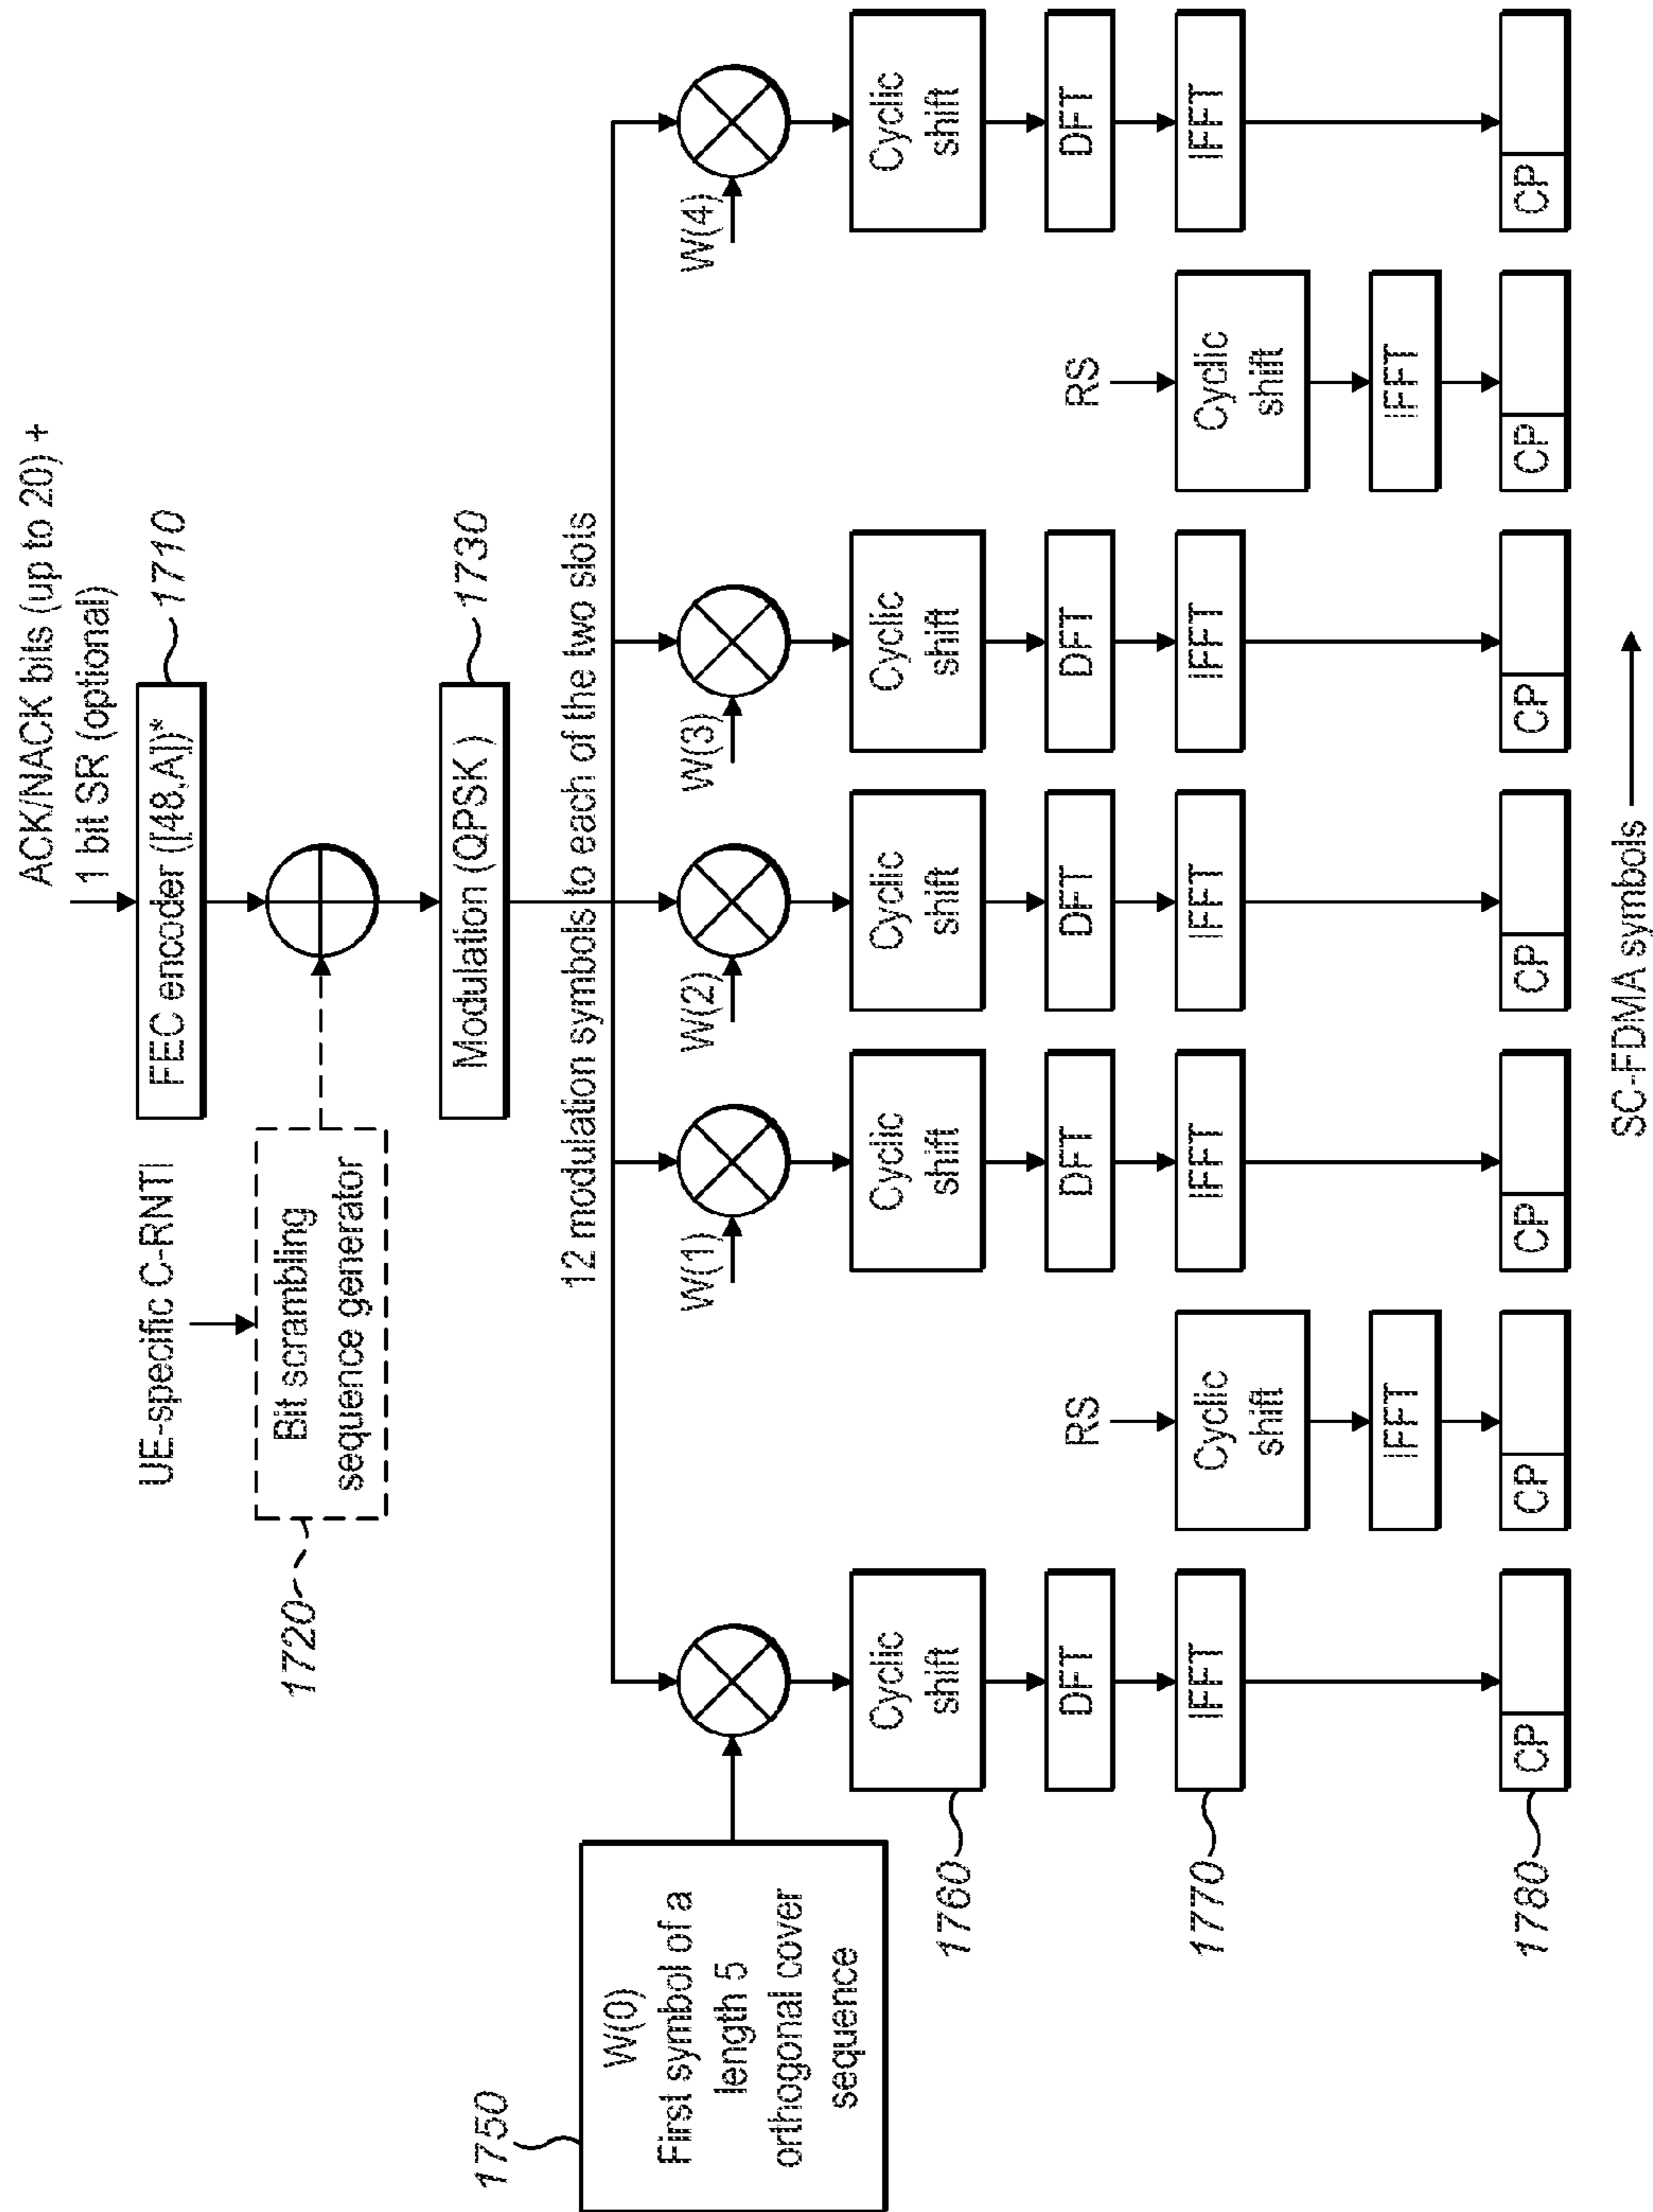 ACK/NACK bits (up to 20) +
1 bit SR (optional)
FEC encoder ([48,A])*
1710
UE-specific C-RNTI
Bit scrambling
sequence generator
1720
Modulation (QPSK )
1730
12 modulation symbols to each of the two slots
1750
W(0)
First symbol of a
length 5
orthogonal cover
sequence
W(1)
W(2)
W(3)
W(4)
1760
Cyclic
shift
Cyclic
shift
Cyclic
shift
Cyclic
shift
Cyclic
shift
DFT
DFT
DFT
DFT
DFT
RS
RS
1770
IFFT
Cyclic
shift
IFFT
IFFT
IFFT
Cyclic
shift
IFFT
IFFT
IFFT
1780
CP
CP
CP
CP
CP
CP
CP
SC-FDMA symbols